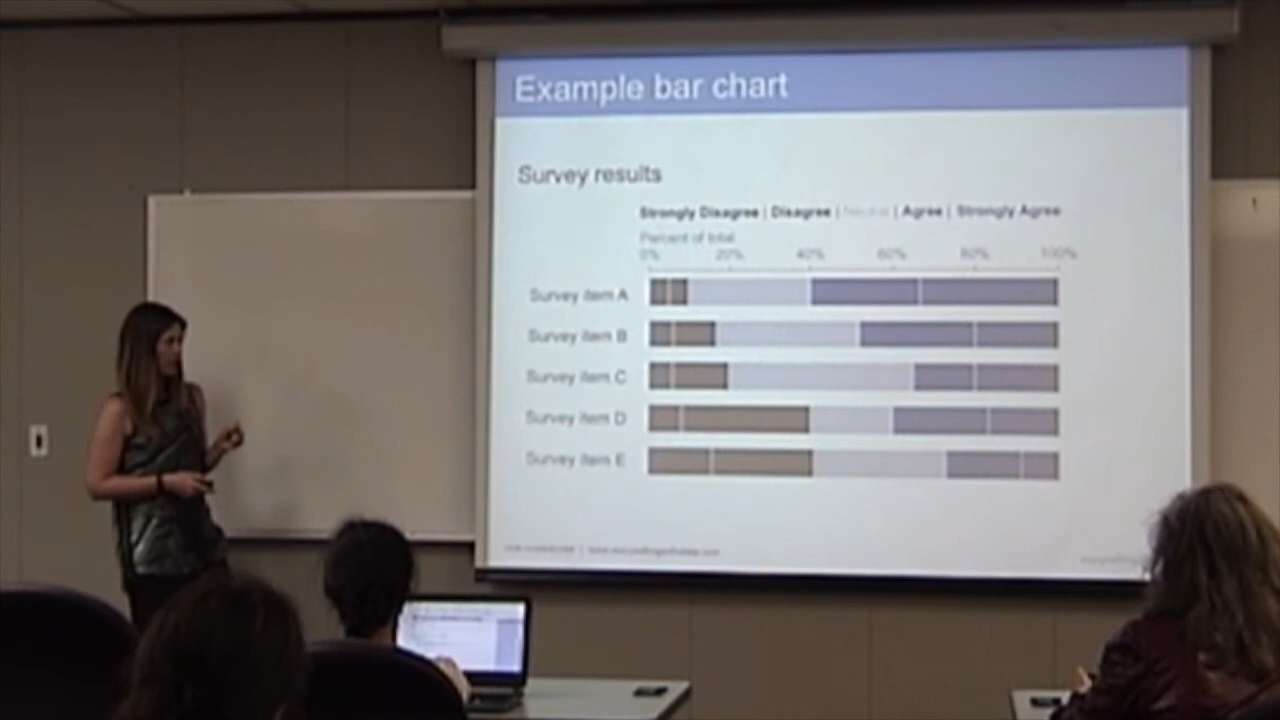 Example bar chart
Survey results
Strongly Disagree | Disagree | Neutral | Agree | Strongly Agree
Percent of total
0% 20% 40% 60% 80% 100%
Survey item A
Survey item B
Survey item C
Survey item D
Survey item E